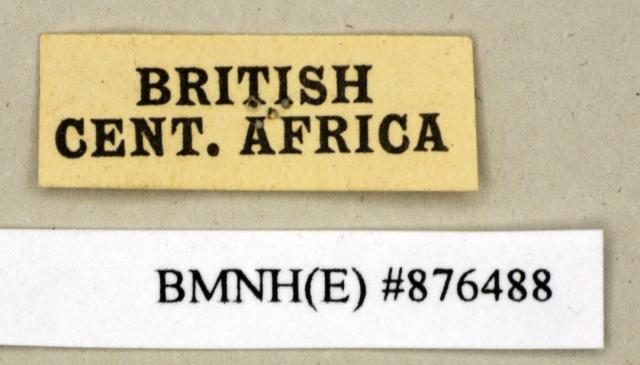 BRITISH
CENT. AFRICA
BMNH(E) #876488